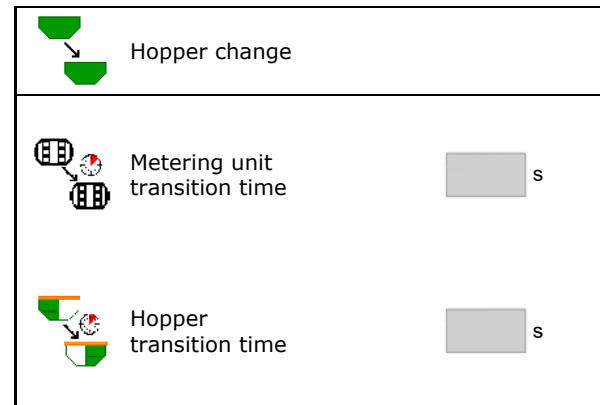 Hopper change
Metering unit
transition time
s
Hopper
transition time
s